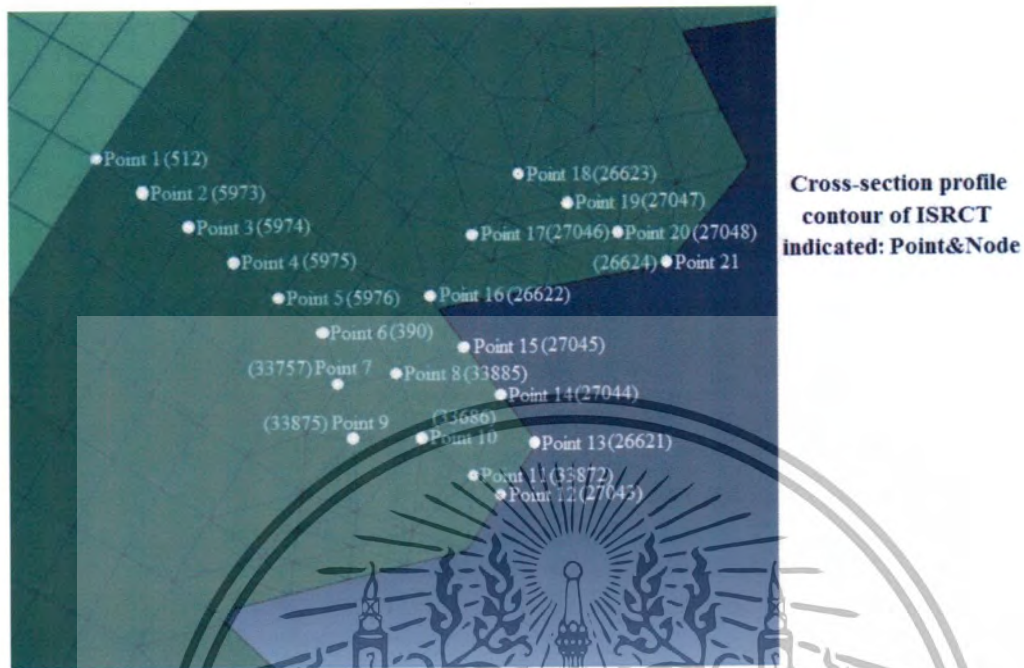 Point 1 (512)
Point 2 (5973)
Point 3 (5974)
Point 4 (5975)
Point 5 (5976)
Point 6 (390)
(33757) Point 7
Point 8 (33885)
(33875) Point 9
(33686)
Point 10
Point 11 (33872)
Point 12 (27043)
Point 13 (26621)
Point 14 (27044)
Point 15 (27045)
Point 16 (26622)
Point 17 (27046)
Point 18 (26623)
Point 19 (27047)
Point 20 (27048)
(26624) Point 21
Cross-section profile
contour of ISRCT
indicated: Point&Node